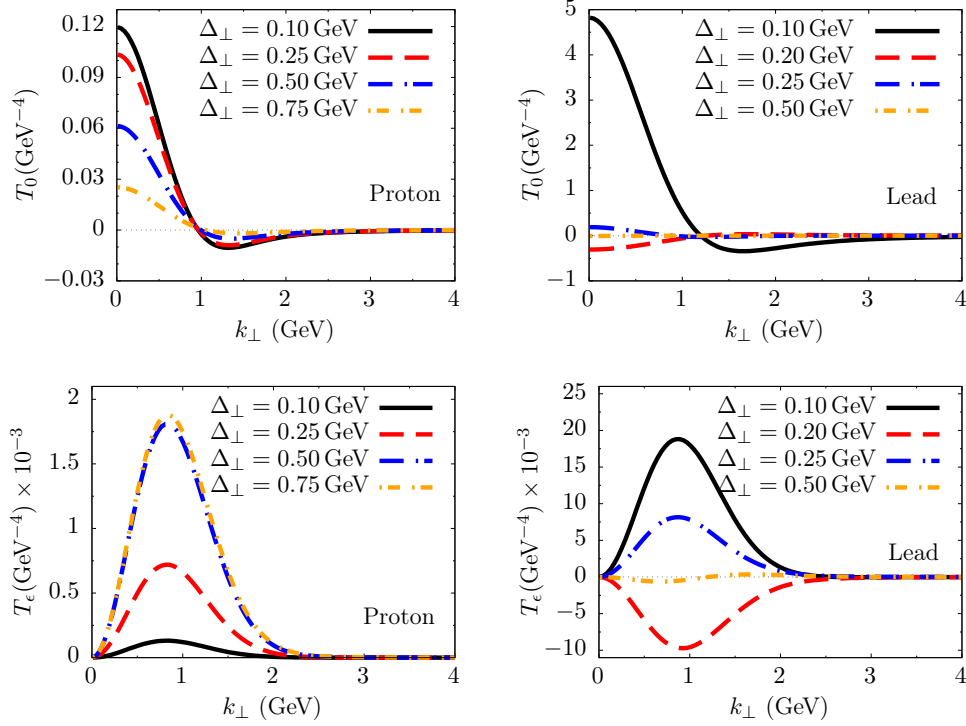 T₀(GeV⁻⁴)
0.12
0.09
0.06
0.03
0
−0.03
Δ⊥ = 0.10 GeV
Δ⊥ = 0.25 GeV
Δ⊥ = 0.50 GeV
Δ⊥ = 0.75 GeV
Proton
0 1 2 3 4
k⊥ (GeV)
T₀(GeV⁻⁴)
5
4
3
2
1
0
−1
Δ⊥ = 0.10 GeV
Δ⊥ = 0.20 GeV
Δ⊥ = 0.25 GeV
Δ⊥ = 0.50 GeV
Lead
0 1 2 3 4
k⊥ (GeV)
Tϵ(GeV⁻⁴) × 10⁻³
2
1.5
1
0.5
0
Δ⊥ = 0.10 GeV
Δ⊥ = 0.25 GeV
Δ⊥ = 0.50 GeV
Δ⊥ = 0.75 GeV
Proton
0 1 2 3 4
k⊥ (GeV)
Tϵ(GeV⁻⁴) × 10⁻³
25
20
15
10
5
0
−5
−10
Δ⊥ = 0.10 GeV
Δ⊥ = 0.20 GeV
Δ⊥ = 0.25 GeV
Δ⊥ = 0.50 GeV
Lead
0 1 2 3 4
k⊥ (GeV)